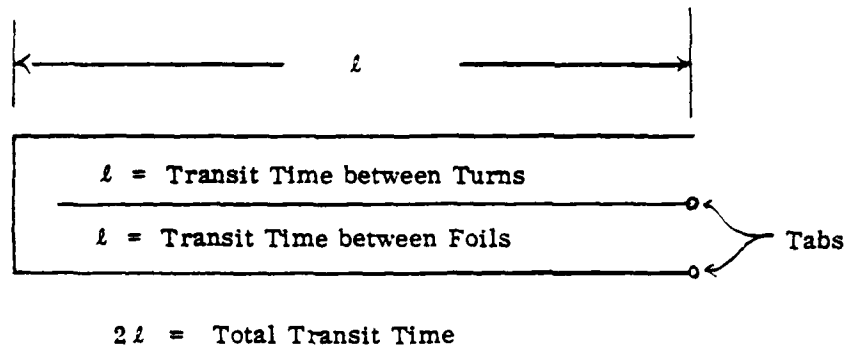 ℓ
ℓ = Transit Time between Turns
ℓ = Transit Time between Foils
Tabs
2ℓ = Total Transit Time